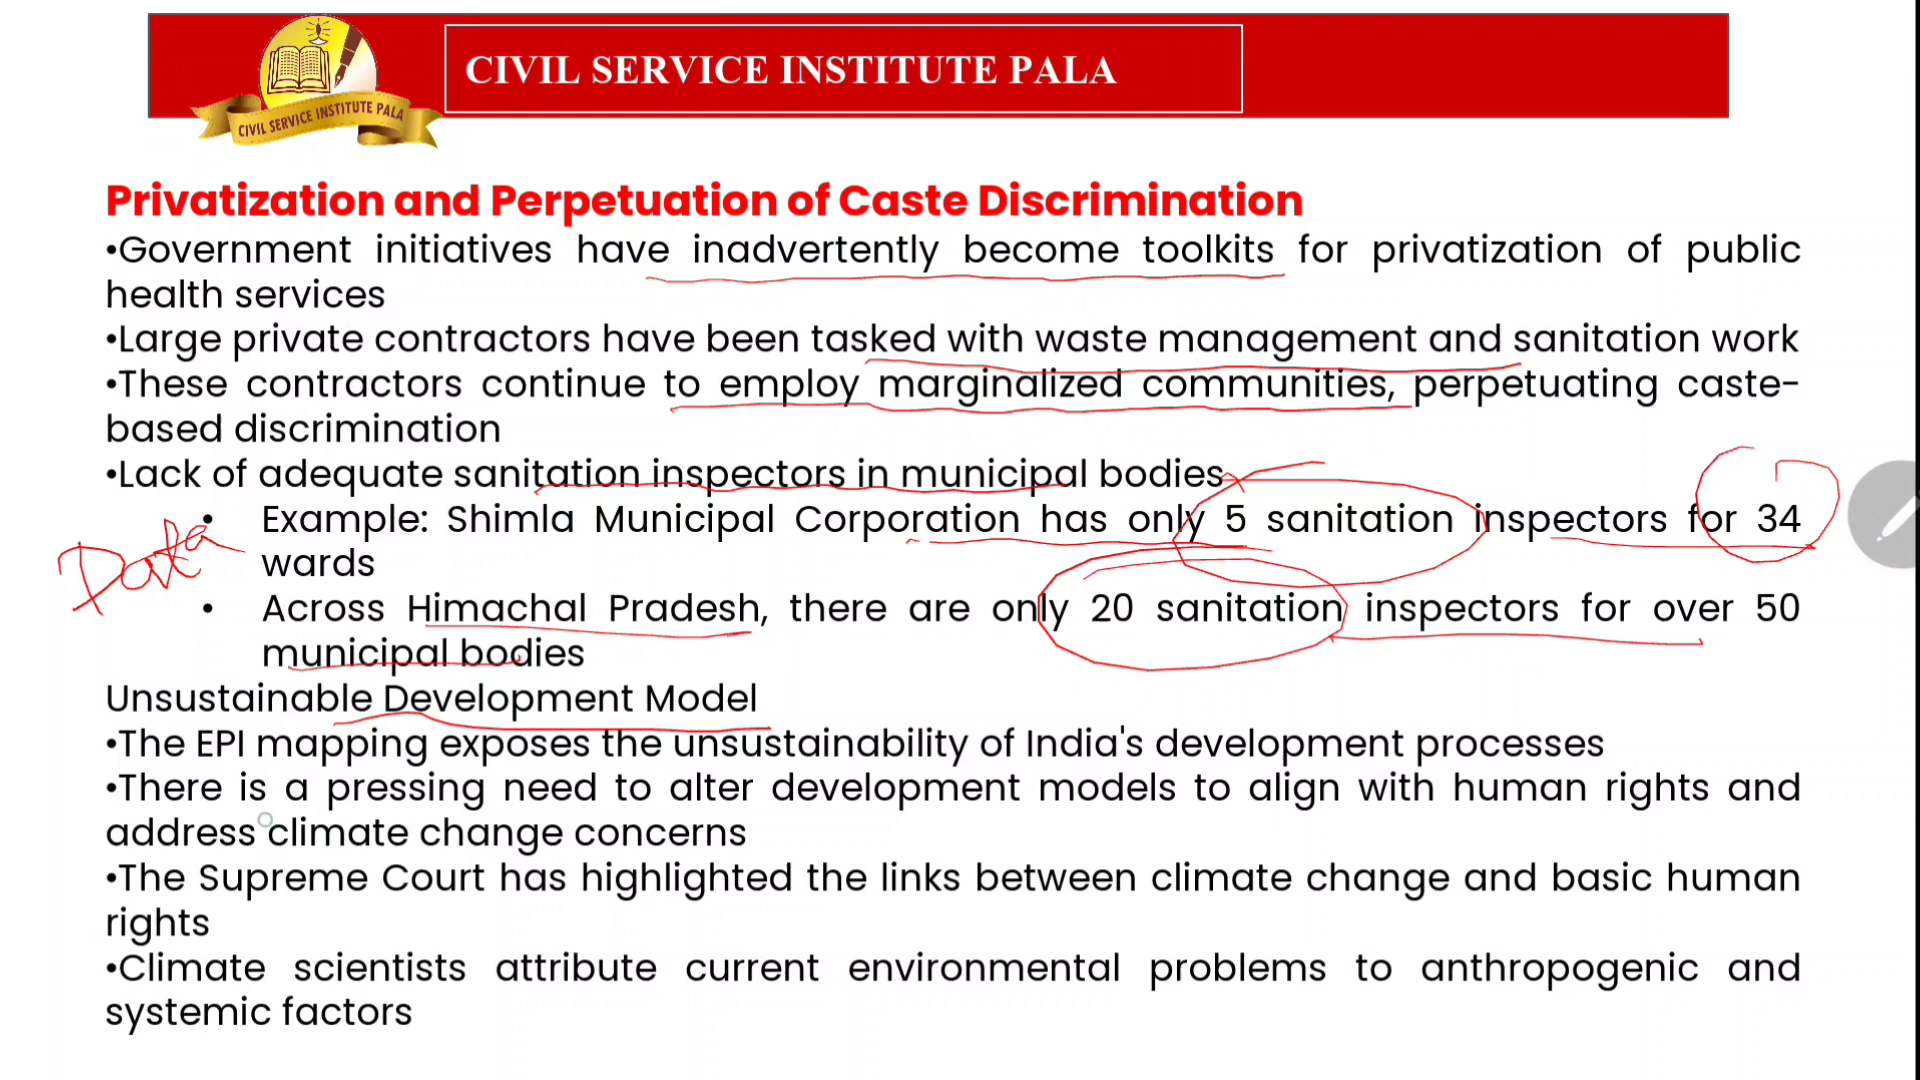 CIVIL SERVICE INSTITUTE PALA
CIVIL SERVICE INSTITUTE PALA
Privatization and Perpetuation of Caste Discrimination
•Government initiatives have inadvertently become toolkits for privatization of public
health services
•Large private contractors have been tasked with waste management and sanitation work
•These contractors continue to employ marginalized communities, perpetuating caste-
based discrimination
•Lack of adequate sanitation inspectors in municipal bodies
• Example: Shimla Municipal Corporation has only 5 sanitation inspectors for 34
Data
wards
• Across Himachal Pradesh, there are only 20 sanitation inspectors for over 50
municipal bodies
Unsustainable Development Model
•The EPI mapping exposes the unsustainability of India's development processes
•There is a pressing need to alter development models to align with human rights and
address climate change concerns
•The Supreme Court has highlighted the links between climate change and basic human
rights
•Climate scientists attribute current environmental problems to anthropogenic and
systemic factors